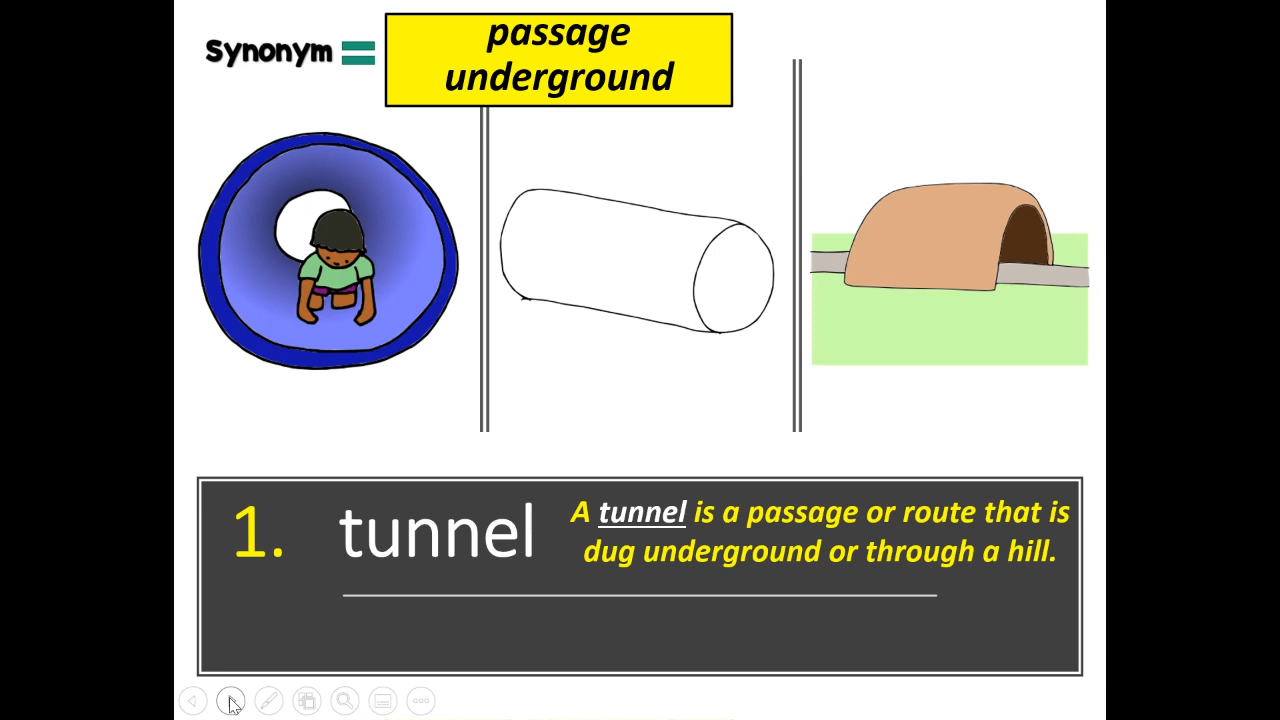 Synonym =
passage
underground
1. tunnel
A tunnel is a passage or route that is
dug underground or through a hill.